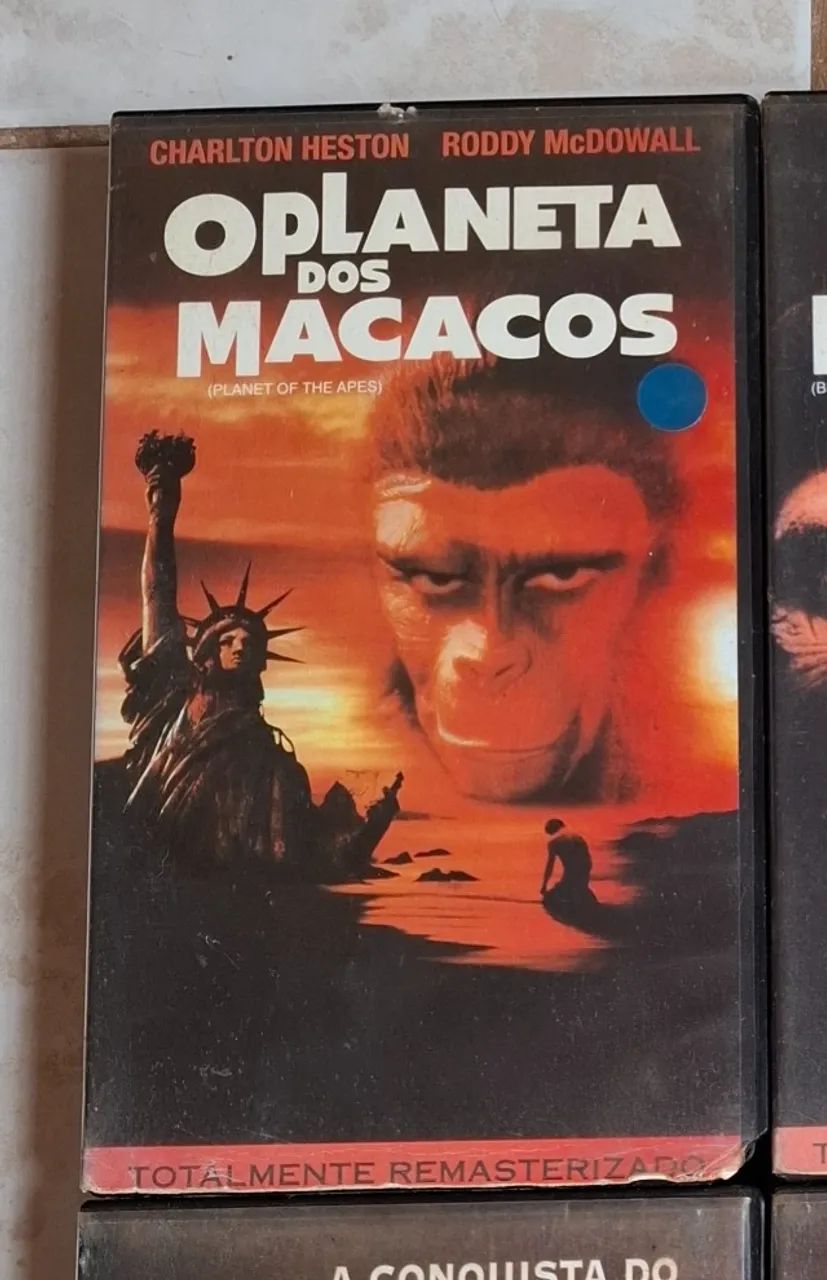 CHARLTON HESTON RODDY McDOWALL
O PLANETA
DOS
MACACOS
(PLANET OF THE APES)
(B
TOTALMENTE REMASTERIZADO
T
A CONQUISTA DO